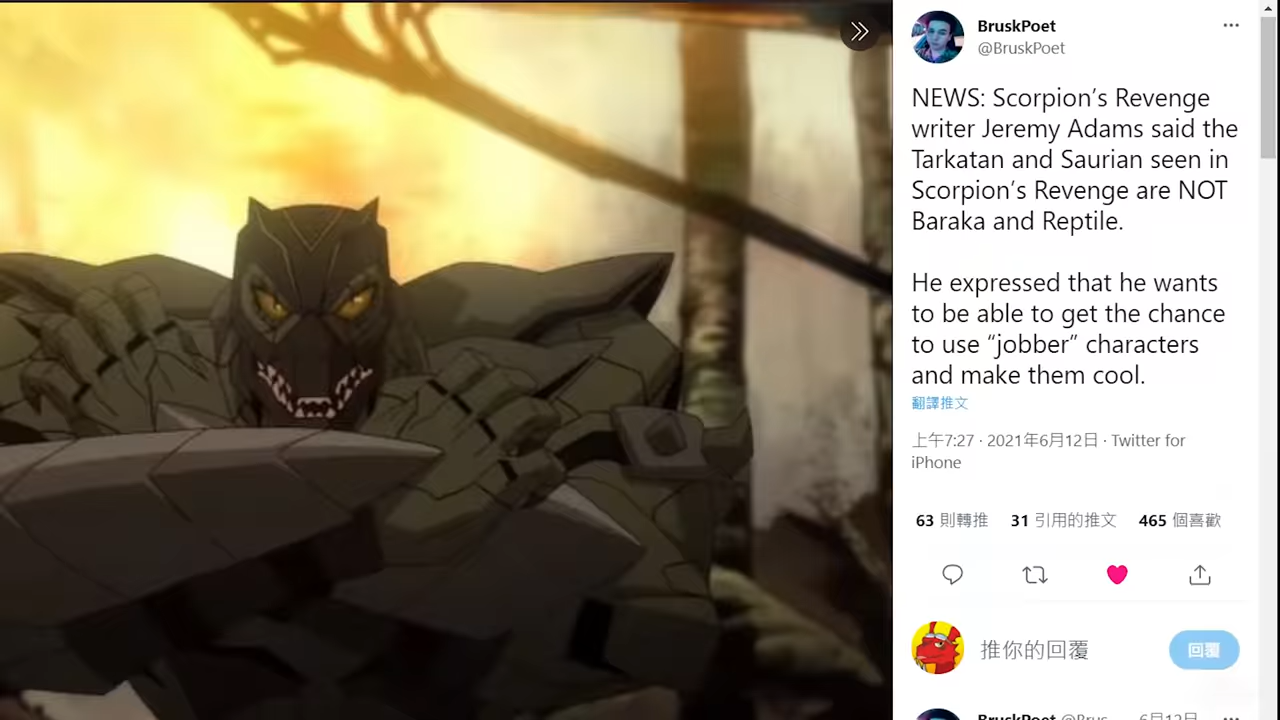 BruskPoet
@BruskPoet
NEWS: Scorpion’s Revenge
writer Jeremy Adams said the
Tarkatan and Saurian seen in
Scorpion’s Revenge are NOT
Baraka and Reptile.
He expressed that he wants
to be able to get the chance
to use “jobber” characters
and make them cool.
翻譯推文
上午7:27 · 2021年6月12日 · Twitter for
iPhone
63 則轉推 31 引用的推文 465 個喜歡
推你的回覆 回覆
BruskPoet @Brus... · 6月12日